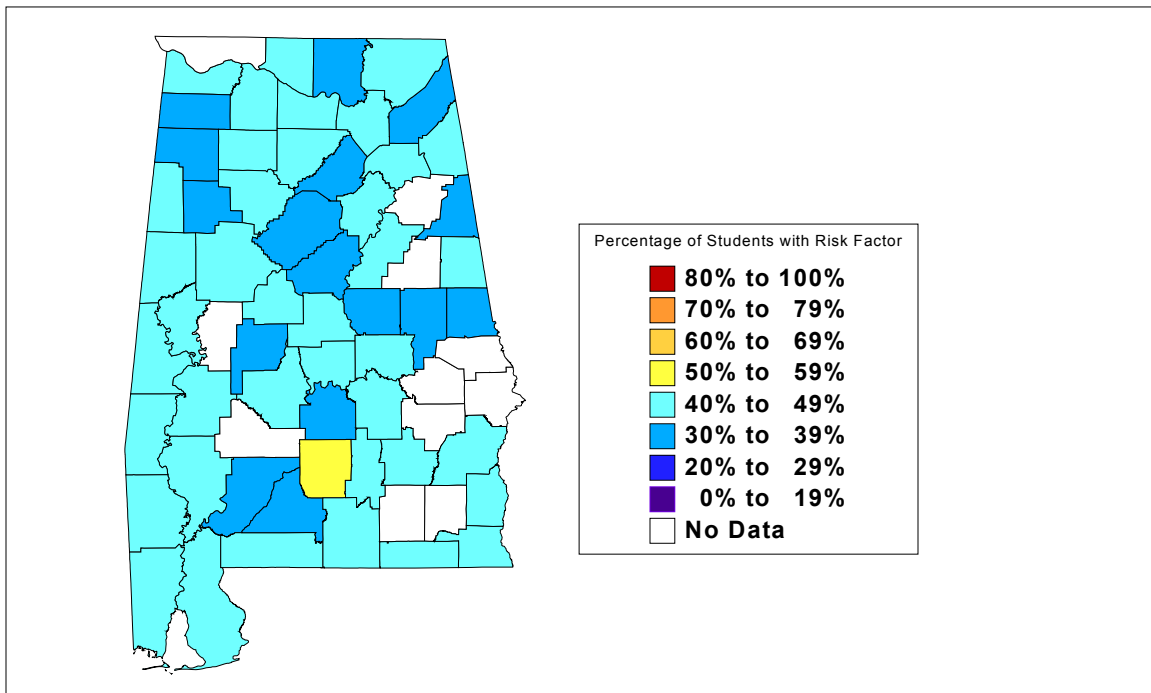 Percentage of Students with Risk Factor
80% to 100%
70% to 79%
60% to 69%
50% to 59%
40% to 49%
30% to 39%
20% to 29%
0% to 19%
No Data